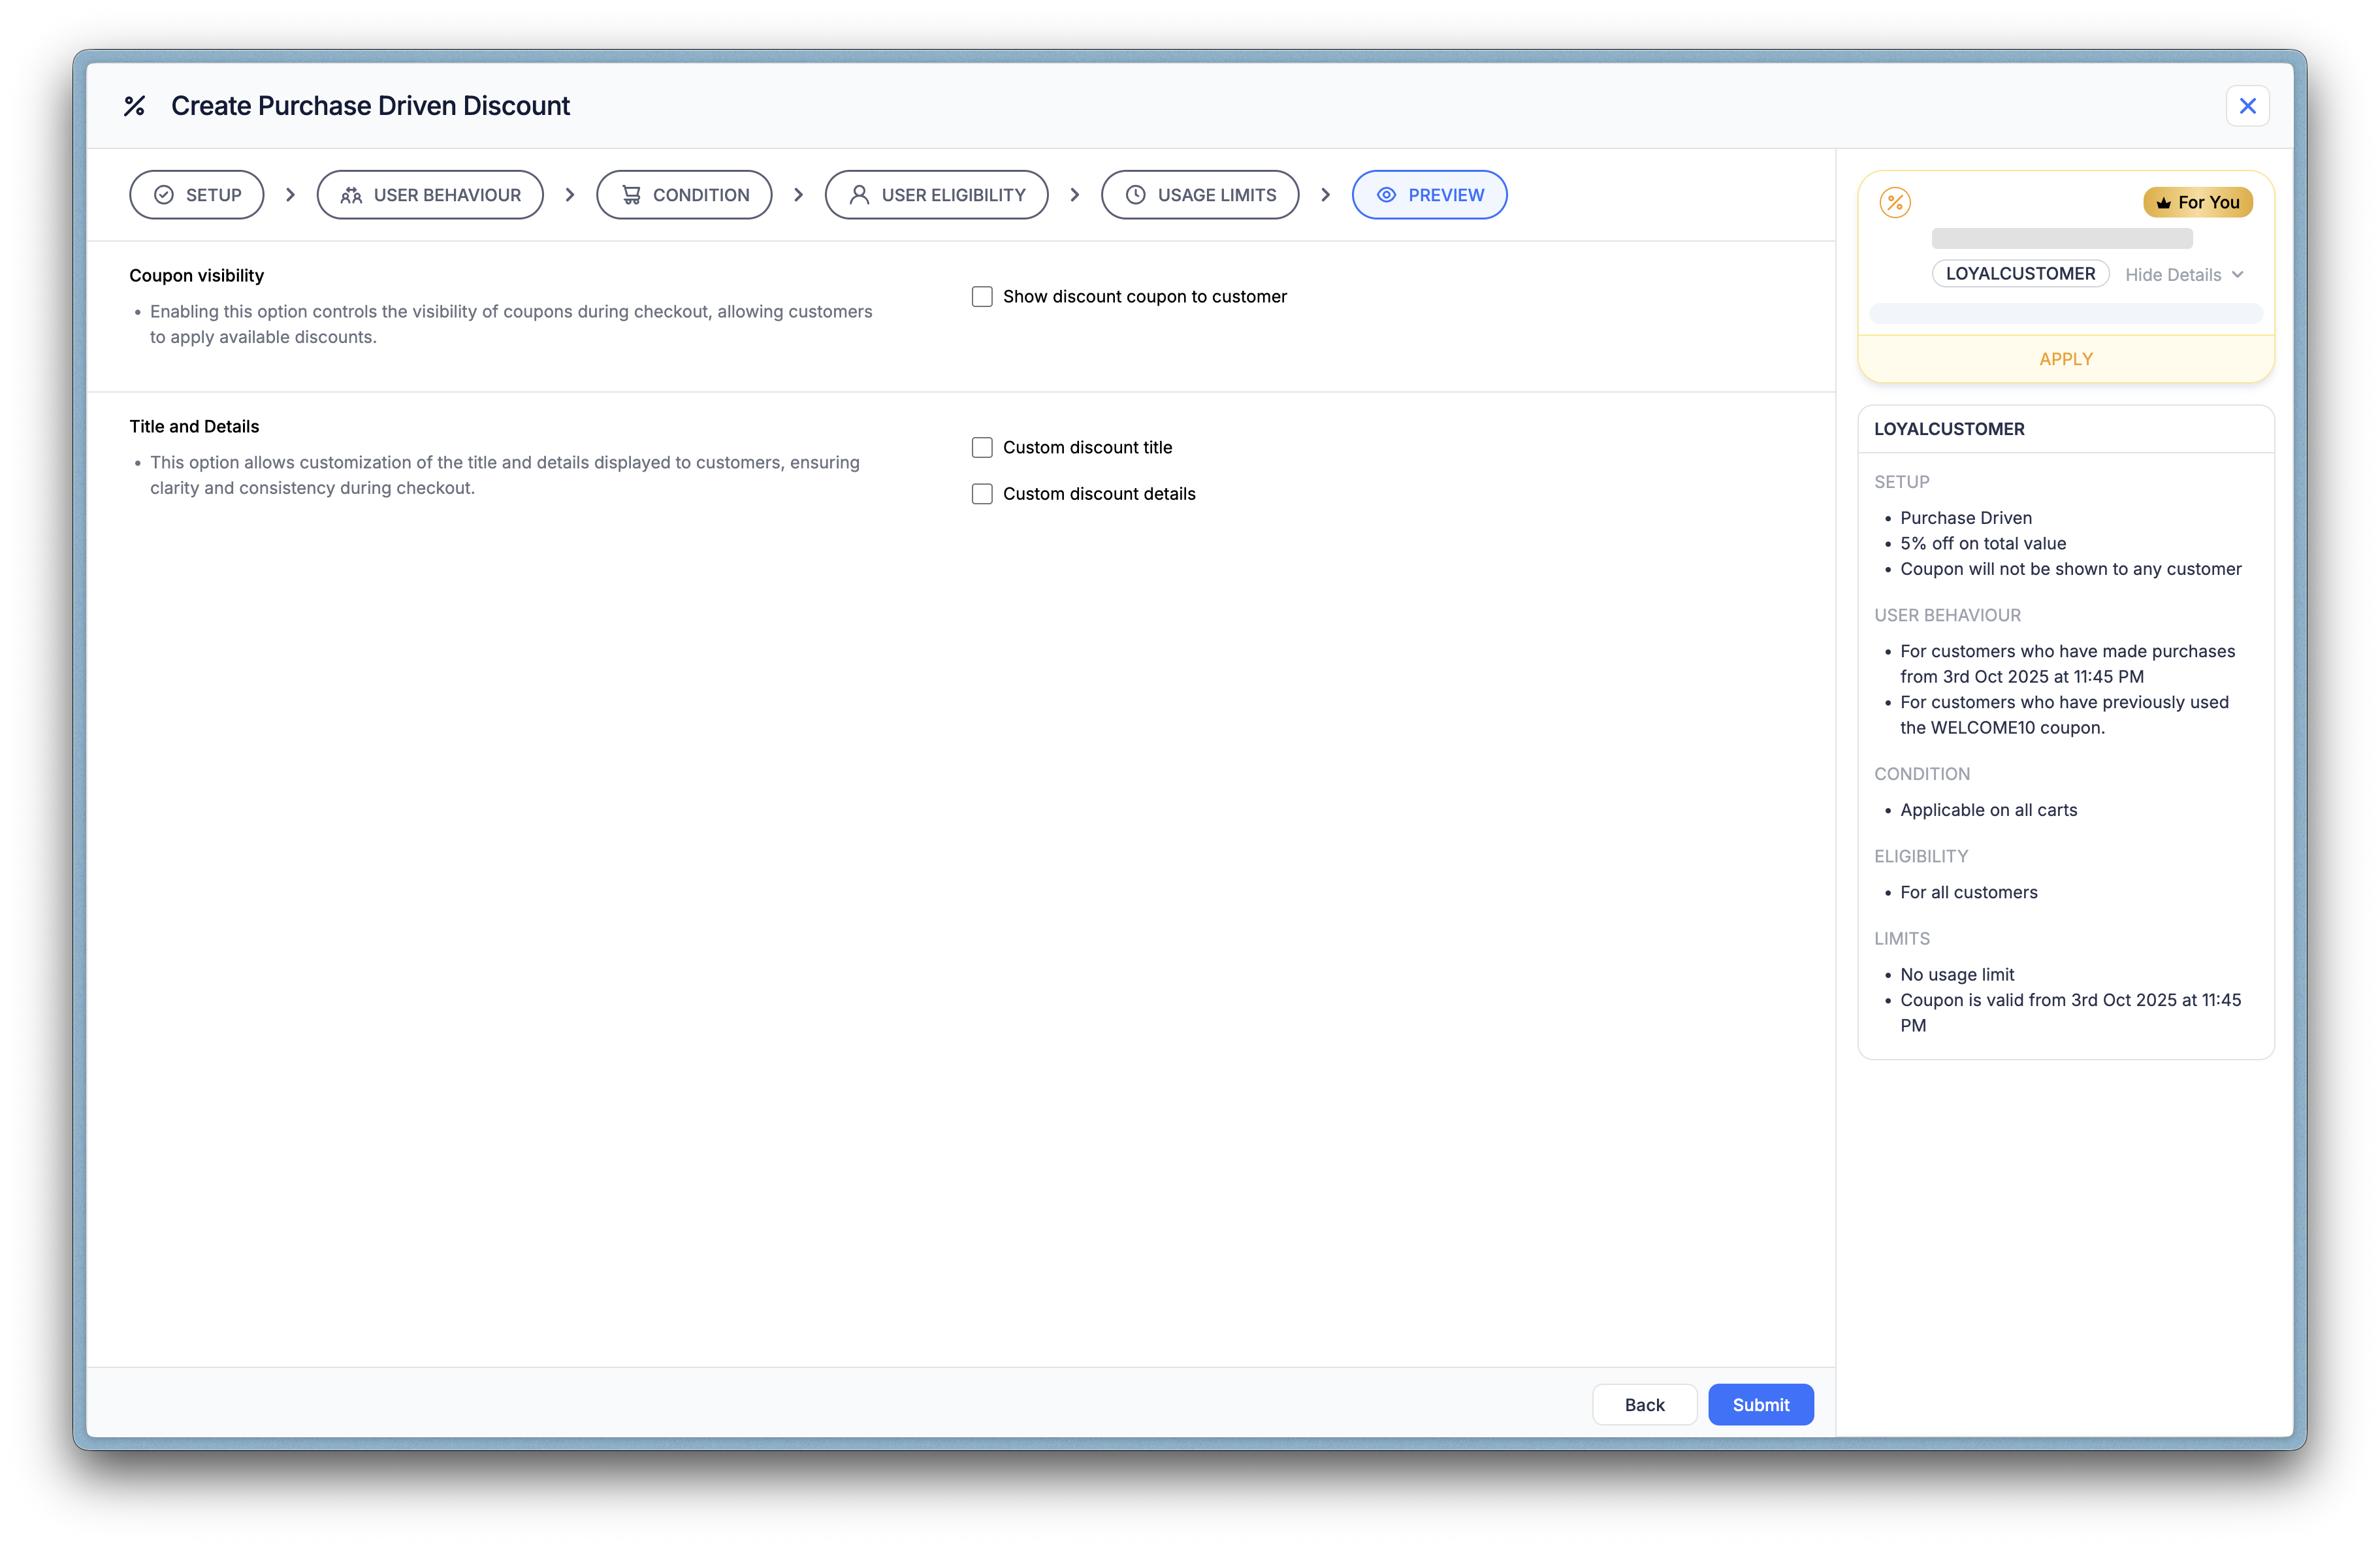 Create Purchase Driven Discount
SETUP
USER BEHAVIOUR
CONDITION
USER ELIGIBILITY
USAGE LIMITS
PREVIEW
Coupon visibility
• Enabling this option controls the visibility of coupons during checkout, allowing customers
to apply available discounts.
Show discount coupon to customer
Title and Details
• This option allows customization of the title and details displayed to customers, ensuring
clarity and consistency during checkout.
Custom discount title
Custom discount details
Back
Submit
For You
LOYALCUSTOMER
Hide Details
APPLY
LOYALCUSTOMER
SETUP
• Purchase Driven
• 5% off on total value
• Coupon will not be shown to any customer
USER BEHAVIOUR
• For customers who have made purchases
from 3rd Oct 2025 at 11:45 PM
• For customers who have previously used
the WELCOME10 coupon.
CONDITION
• Applicable on all carts
ELIGIBILITY
• For all customers
LIMITS
• No usage limit
• Coupon is valid from 3rd Oct 2025 at 11:45
PM